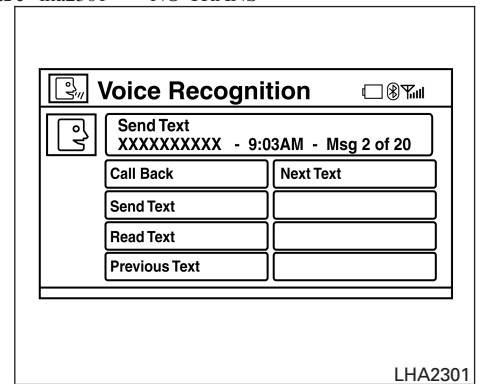 Voice Recognition
Send Text
XXXXXXXXXX - 9:03AM - Msg 2 of 20
Call Back
Next Text
Send Text
Read Text
Previous Text
LHA2301